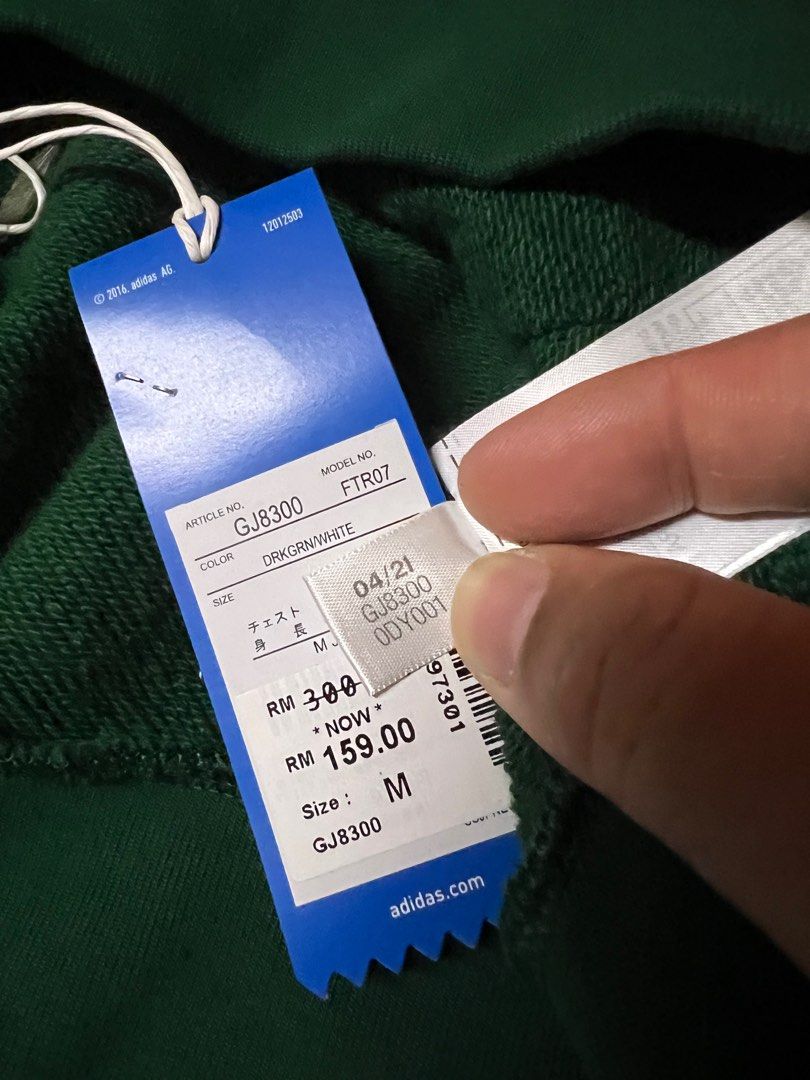 12012503
© 2016. adidas AG.
ARTICLE NO.
MODEL NO.
GJ8300
FTR07
COLOR
DRKGRN/WHITE
SIZE
チェスト
身 長
M J
04/21
GJ8300
0DY001
97301
RM 300
* NOW *
RM 159.00
Size : M
GJ8300
adidas.com